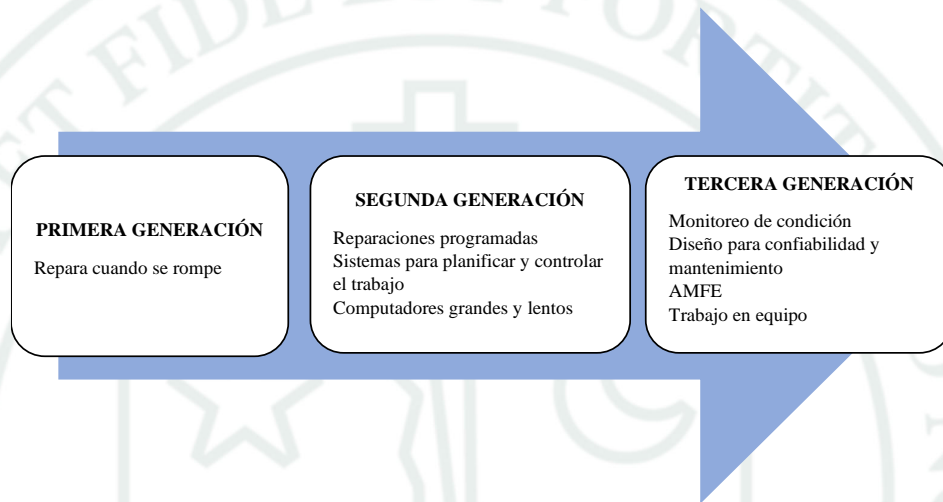 PRIMERA GENERACIÓN
Repara cuando se rompe
SEGUNDA GENERACIÓN
Reparaciones programadas
Sistemas para planificar y controlar
el trabajo
Computadores grandes y lentos
TERCERA GENERACIÓN
Monitoreo de condición
Diseño para confiabilidad y
mantenimiento
AMFE
Trabajo en equipo